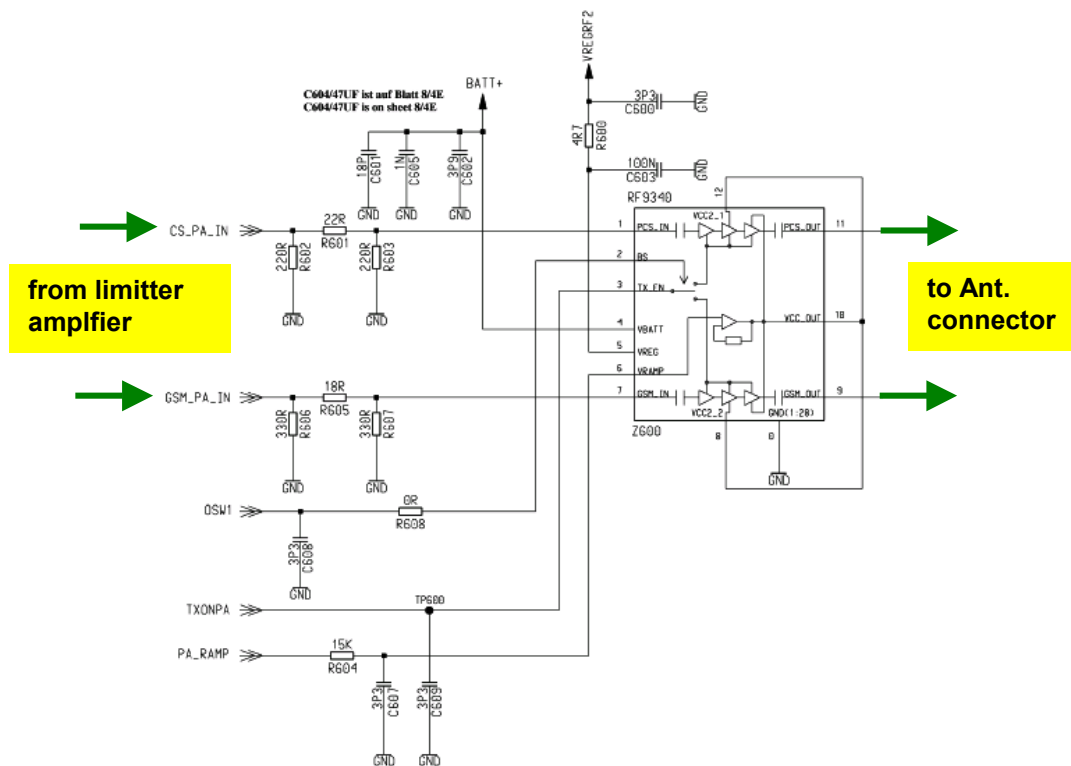 VREGRF2
BATT+
C604/47UF ist auf Blatt 8/4E
C604/47UF is on sheet 8/4E
3P3
C600
GND
4R7
R600
18P
C601
1N
C605
3P9
C602
100N
C603
GND
GND
GND
GND
12
RF9340
22R
CS_PA_IN
R601
220R
R602
220R
R603
GND
GND
1
PCS_IN
VCC2_1
PCS_OUT
11
2
BS
3
TX_EN
4
VBATT
VCC_OUT
10
5
VREG
6
VRAMP
7
GSM_IN
VCC2_2
GND(1:28)
GSM_OUT
9
Z600
8
0
GND
from limitter
amplfier
to Ant.
connector
18R
GSM_PA_IN
R605
330R
R606
330R
R607
GND
GND
0R
OSW1
R608
3P3
C608
GND
TXONPA
TP600
15K
PA_RAMP
R604
3P3
C607
3P3
C609
GND
GND